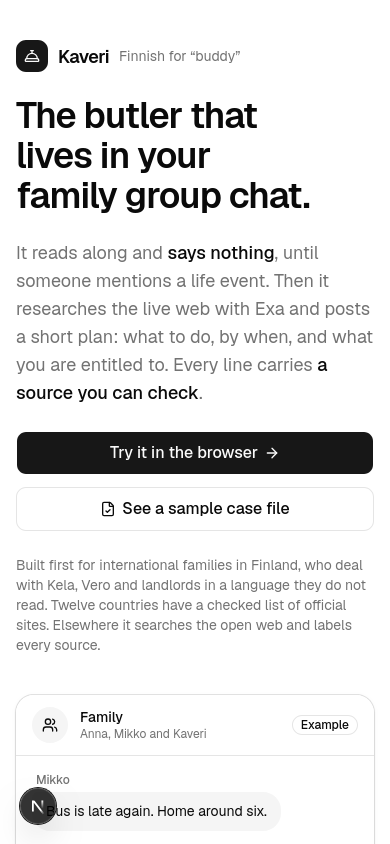 Kaveri Finnish for “buddy”
The butler that
lives in your
family group chat.
It reads along and says nothing, until
someone mentions a life event. Then it
researches the live web with Exa and posts
a short plan: what to do, by when, and what
you are entitled to. Every line carries a
source you can check.
Try it in the browser →
See a sample case file
Built first for international families in Finland, who deal
with Kela, Vero and landlords in a language they do not
read. Twelve countries have a checked list of official
sites. Elsewhere it searches the open web and labels
every source.
Family
Anna, Mikko and Kaveri
Example
Mikko
Bus is late again. Home around six.
N